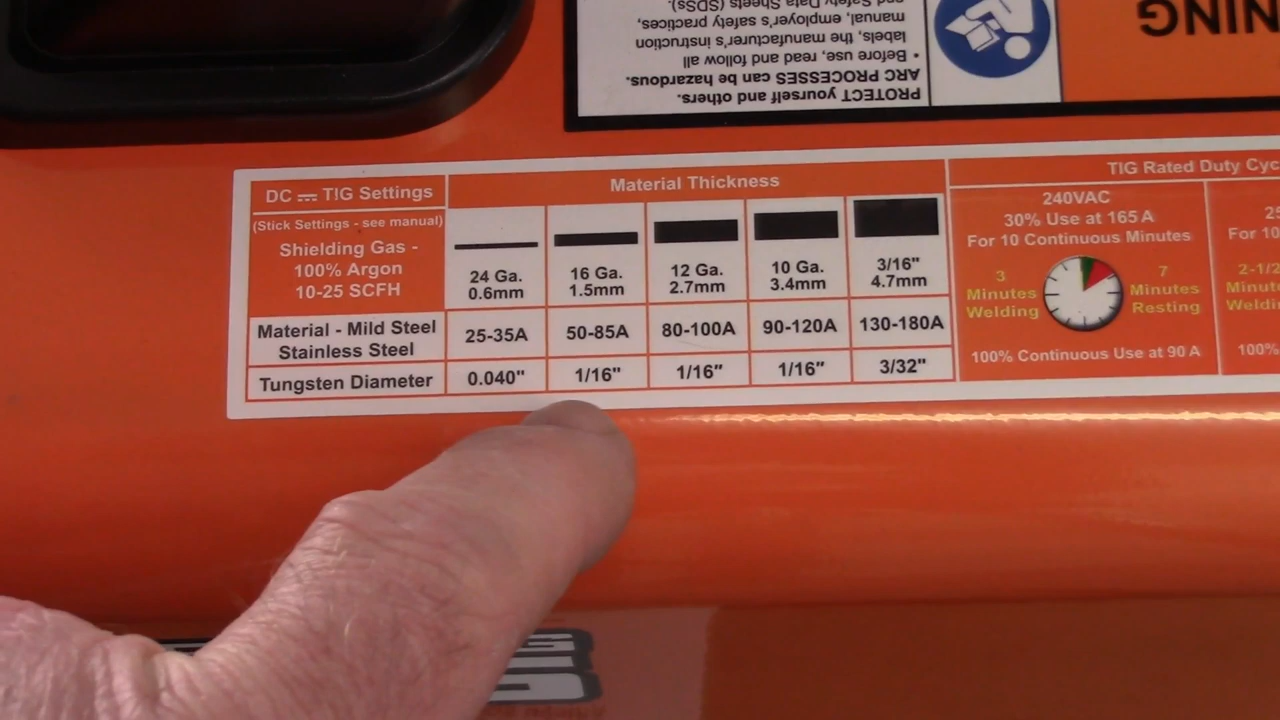 and Safety Data Sheets (SDSs).
manual, employer's safety practices,
labels, the manufacturer's instruction
• Before use, read and follow all
ARC PROCESSES can be hazardous.
PROTECT yourself and others.
DC TIG Settings
(Stick Settings - see manual)
Shielding Gas -
100% Argon
10-25 SCFH
Material Thickness
24 Ga. 16 Ga. 12 Ga. 10 Ga. 3/16"
0.6mm 1.5mm 2.7mm 3.4mm 4.7mm
Material - Mild Steel
Stainless Steel
25-35A 50-85A 80-100A 90-120A 130-180A
Tungsten Diameter 0.040" 1/16" 1/16" 1/16" 3/32"
TIG Rated Duty Cyc
240VAC
30% Use at 165 A
For 10 Continuous Minutes
3
Minutes
Welding
7
Minutes
Resting
100% Continuous Use at 90 A
For 10
2-1/2
Minut
Weldi
100%